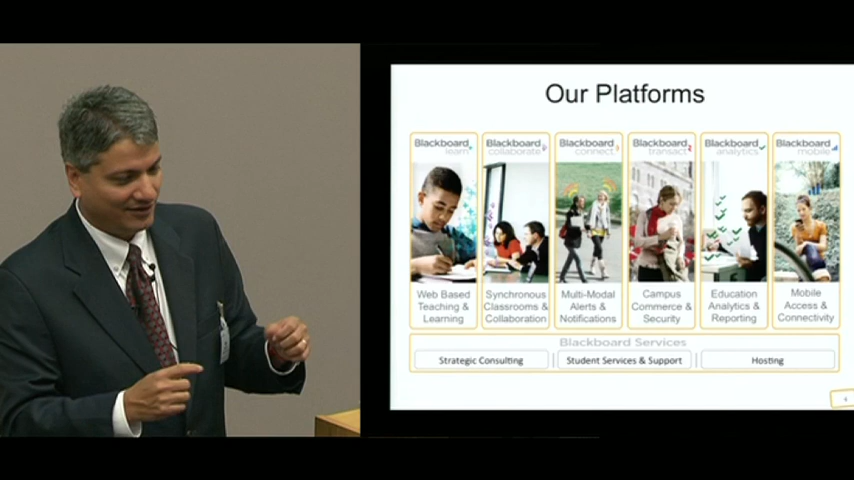 Our Platforms
Blackboard learn
Blackboard collaborate
Blackboard connect
Blackboard transact
Blackboard analytics
Blackboard mobile
Web Based
Teaching &
Learning
Synchronous
Classrooms &
Collaboration
Multi-Modal
Alerts &
Notifications
Campus
Commerce &
Security
Education
Analytics &
Reporting
Mobile
Access &
Connectivity
Blackboard Services
Strategic Consulting
Student Services & Support
Hosting